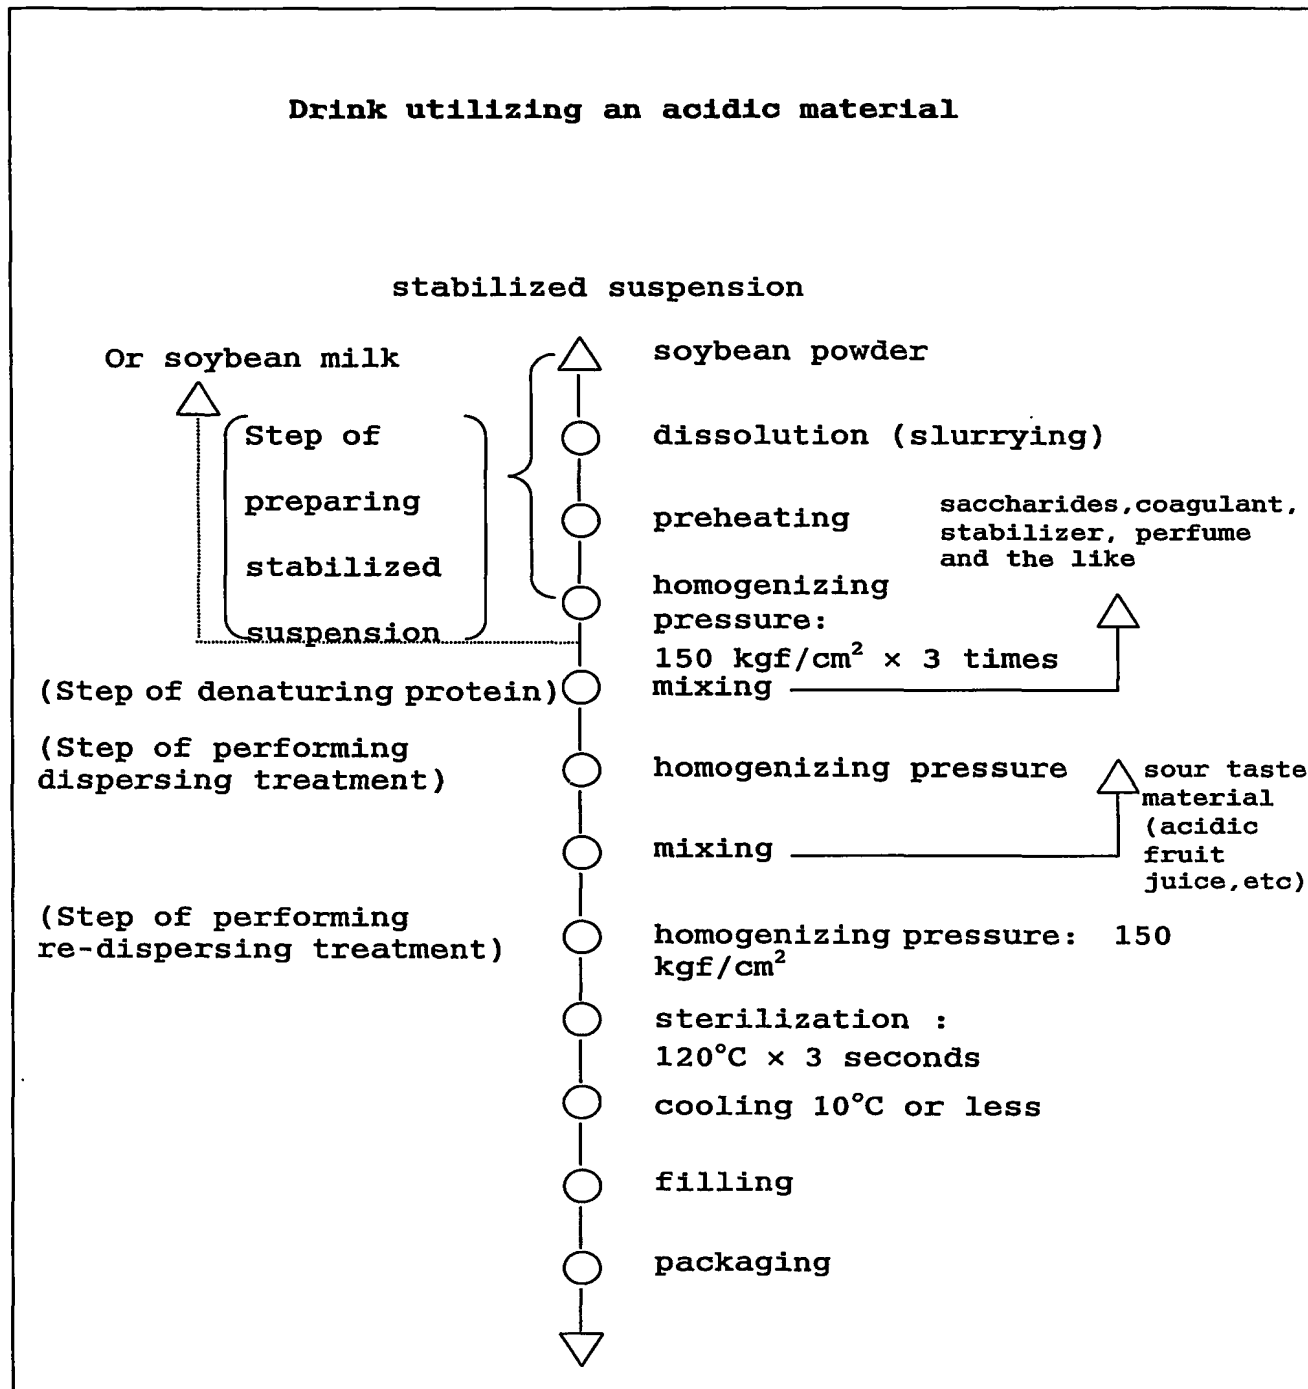 Drink utilizing an acidic material
stabilized suspension
Or soybean milk
soybean powder
Step of
preparing
stabilized
suspension
dissolution (slurrying)
preheating
saccharides,coagulant,
stabilizer, perfume
and the like
homogenizing
pressure:
150 kgf/cm² × 3 times
(Step of denaturing protein)
mixing
(Step of performing
dispersing treatment)
homogenizing pressure
sour taste
material
(acidic
fruit
juice,etc)
mixing
(Step of performing
re-dispersing treatment)
homogenizing pressure: 150
kgf/cm²
sterilization :
120°C × 3 seconds
cooling 10°C or less
filling
packaging